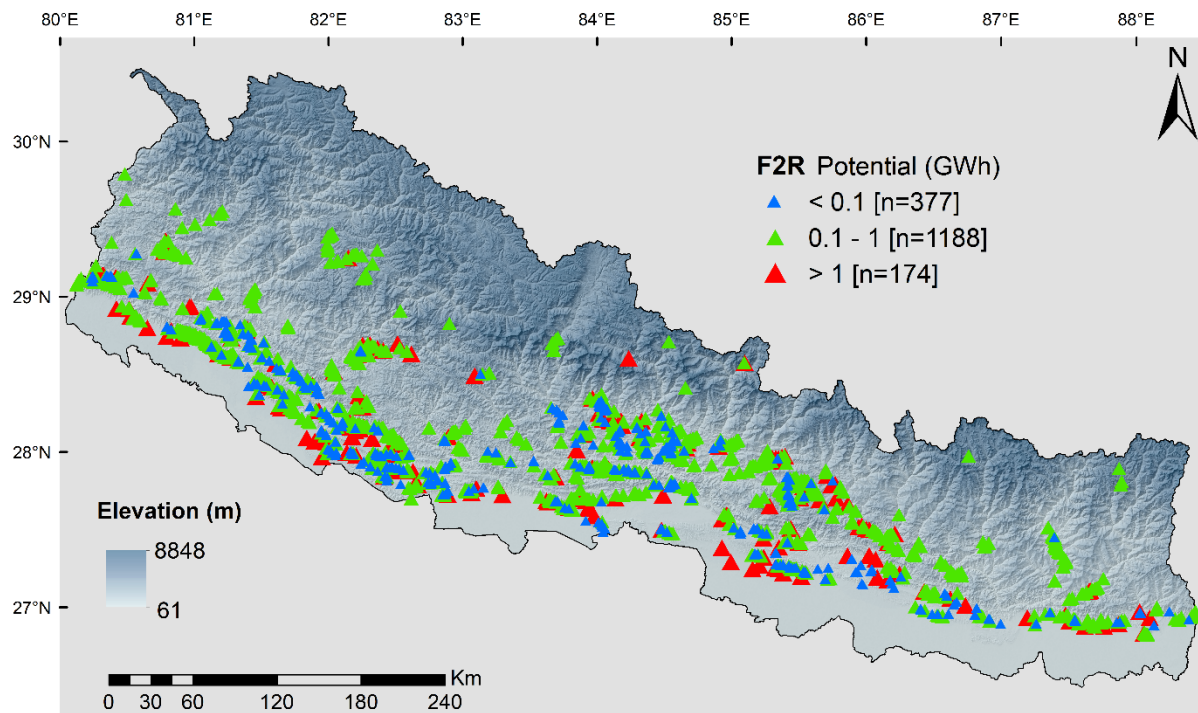 80°E 81°E 82°E 83°E 84°E 85°E 86°E 87°E 88°E
N
30°N
29°N
28°N
27°N
F2R Potential (GWh)
< 0.1 [n=377]
0.1 - 1 [n=1188]
> 1 [n=174]
Elevation (m)
8848
61
Km
0 30 60 120 180 240